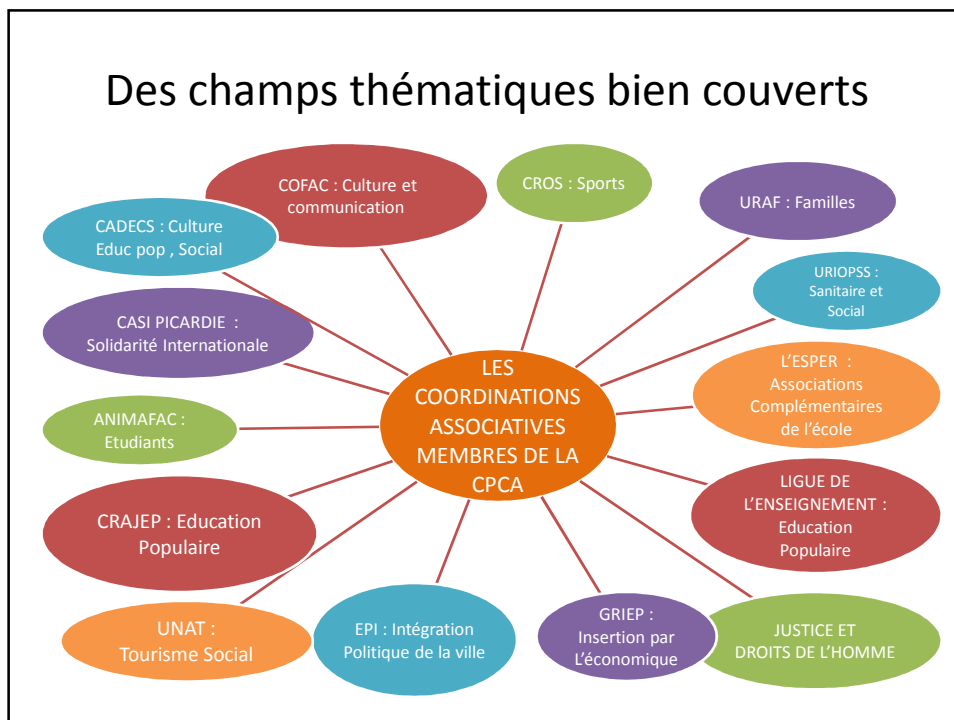 Des champs thématiques bien couverts
COFAC : Culture et
communication
CROS : Sports
URAF : Familles
CADECS : Culture
Educ pop , Social
URIOPSS :
Sanitaire et
Social
CASI PICARDIE  :
Solidarité Internationale
L’ESPER  :
Associations
Complémentaires
de l’école
LES
COORDINATIONS
ASSOCIATIVES
MEMBRES DE LA
CPCA
ANIMAFAC :
Etudiants
LIGUE DE
L’ENSEIGNEMENT :
Education
Populaire
CRAJEP : Education
Populaire
UNAT :
Tourisme Social
EPI : Intégration
Politique de la ville
GRIEP :
Insertion par
L’économique
JUSTICE ET
DROITS DE L’HOMME